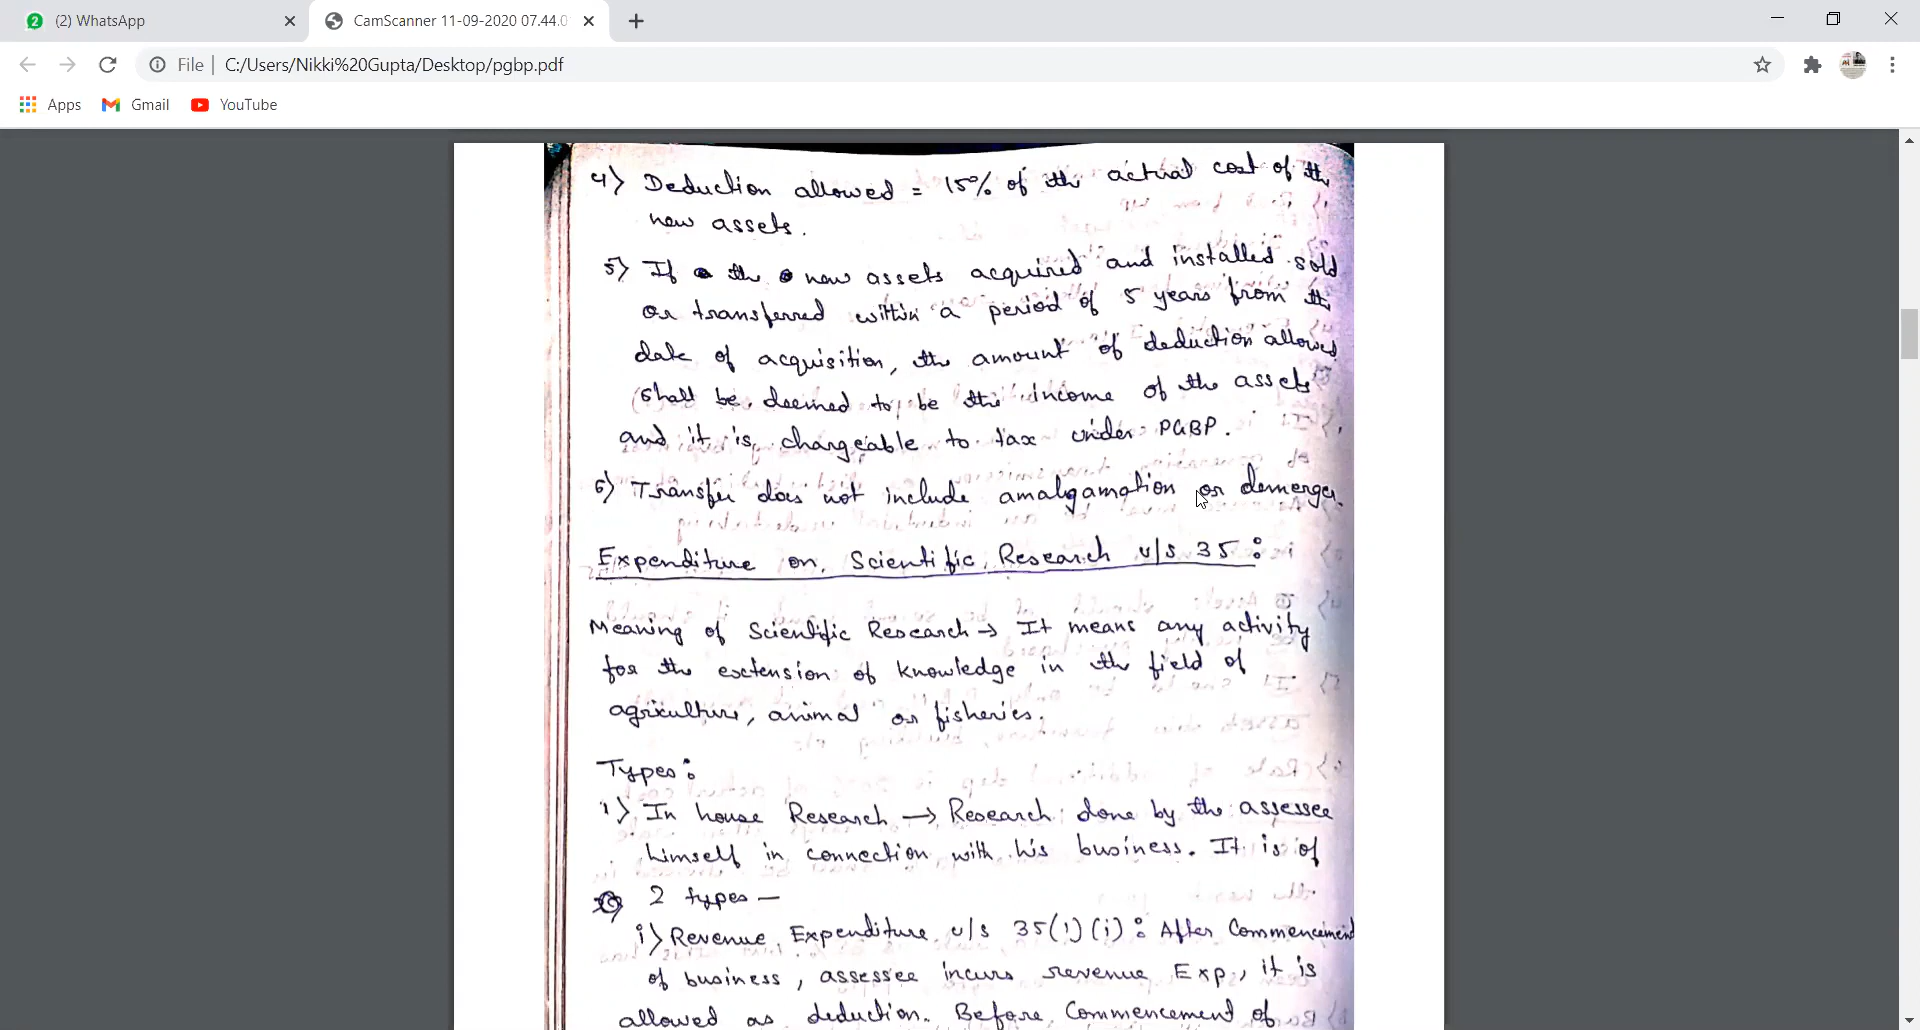 2
(2) WhatsApp
CamScanner 11-09-2020 07.44.0
File
C:/Users/Nikki%20Gupta/Desktop/pgbp.pdf
Apps
Gmail
YouTube
4) Deduction allowed = 15% of the actual cost of the
new assets.
5) If the new assets acquired and installed sold
or transferred within a period of 5 years from the
date of acquisition, the amount of deduction allowed
shall be deemed to be the income of the assets
and it is chargeable to tax under PGBP.
6) Transfer does not include amalgamation or demerger.
Expenditure on Scientific Research u/s 35 :
Meaning of Scientific Research → It means any activity
for the extension of knowledge in the field of
agriculture, animal or fisheries.
Types :
1) In house Research → Research done by the assessee
himself in connection with his business. It is of
2 types —
i) Revenue Expenditure u/s 35(1)(i) : After Commencement
of business, assessee incurs revenue Exp, it is
allowed as deduction. Before Commencement of